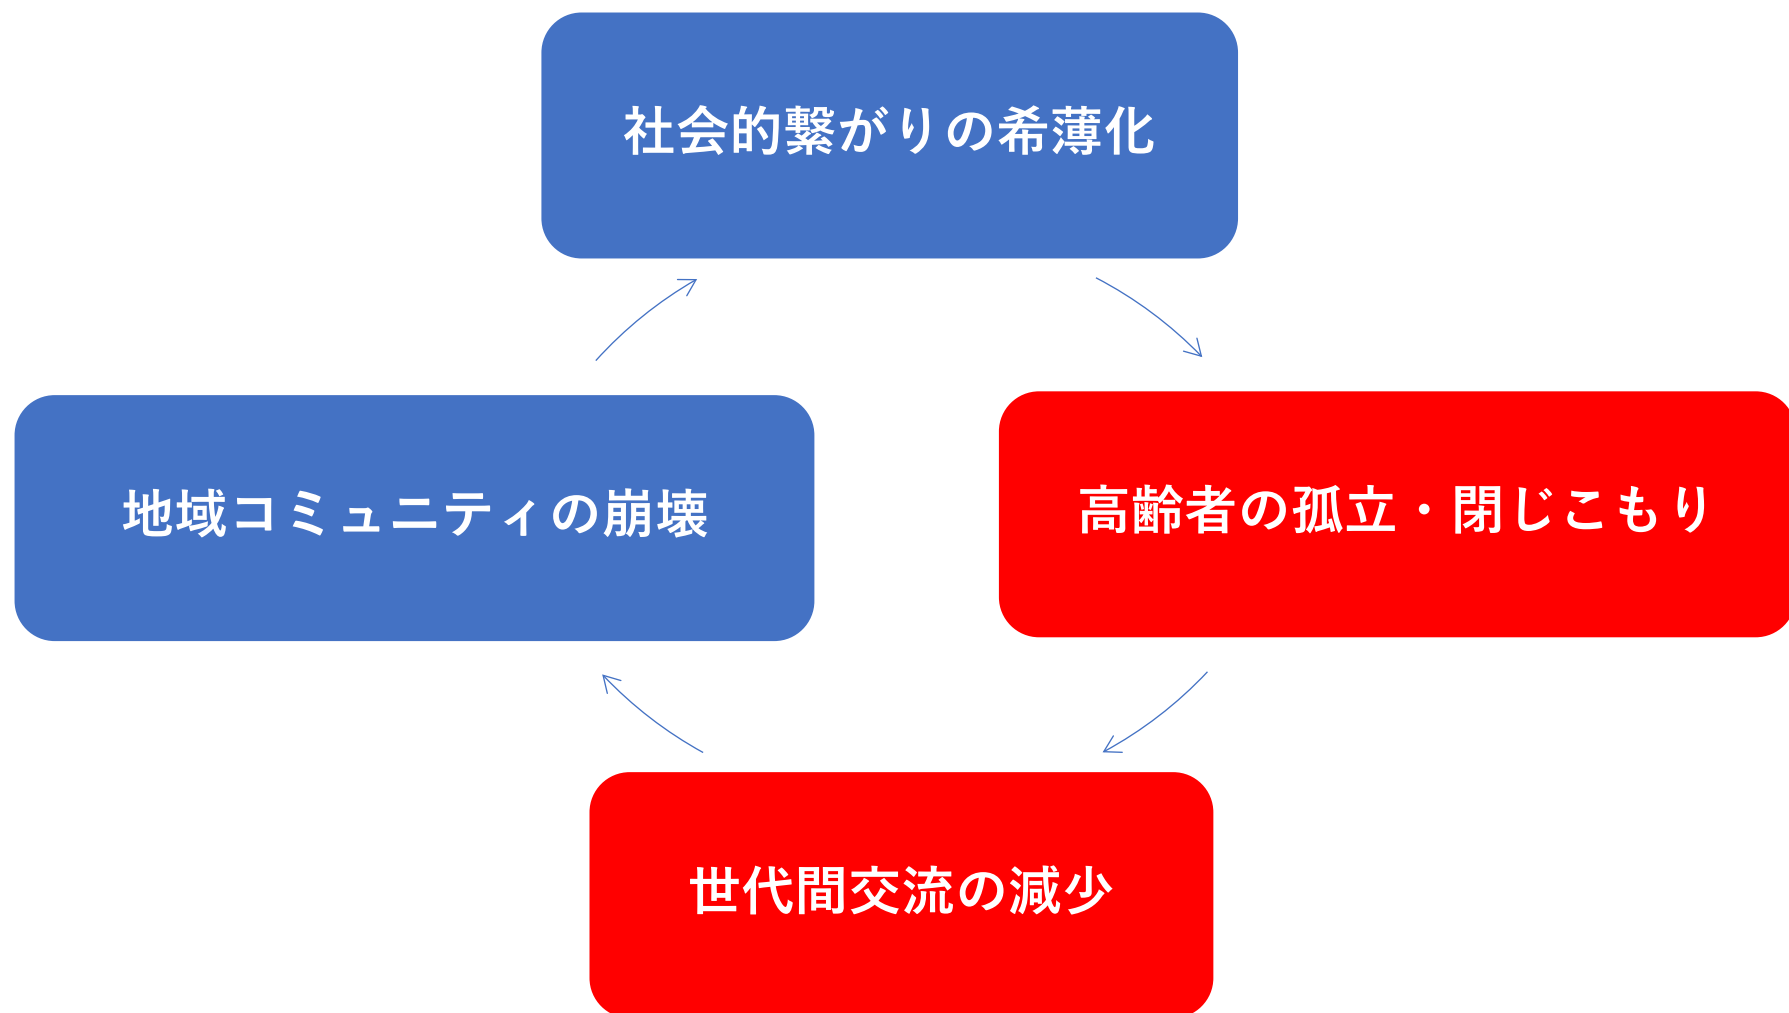 社会的繋がりの希薄化
地域コミュニティの崩壊
高齢者の孤立・閉じこもり
世代間交流の減少